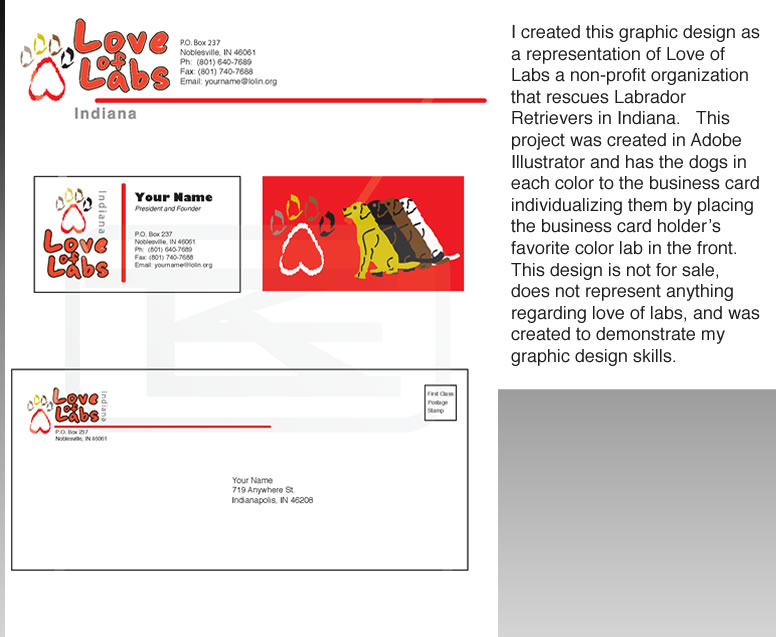 Love
of
Labs
P.O. Box 237
Noblesville, IN 46061
Ph: (801) 640-7689
Fax: (801) 740-7688
Email: yourname@lolin.org
Indiana
Indiana
Love
of
Labs
Your Name
President and Founder
P.O. Box 237
Noblesville, IN 46061
Ph: (801) 640-7689
Fax: (801) 740-7688
Email: yourname@lolin.org
Love
of
Labs
Indiana
P.O. Box 237
Noblesville, IN 46061
First Class
Postage
Stamp
Your Name
719 Anywhere St.
Indianapolis, IN 46208
I created this graphic design as
a representation of Love of
Labs a non-profit organization
that rescues Labrador
Retrievers in Indiana. This
project was created in Adobe
Illustrator and has the dogs in
each color to the business card
individualizing them by placing
the business card holder's
favorite color lab in the front.
This design is not for sale,
does not represent anything
regarding love of labs, and was
created to demonstrate my
graphic design skills.